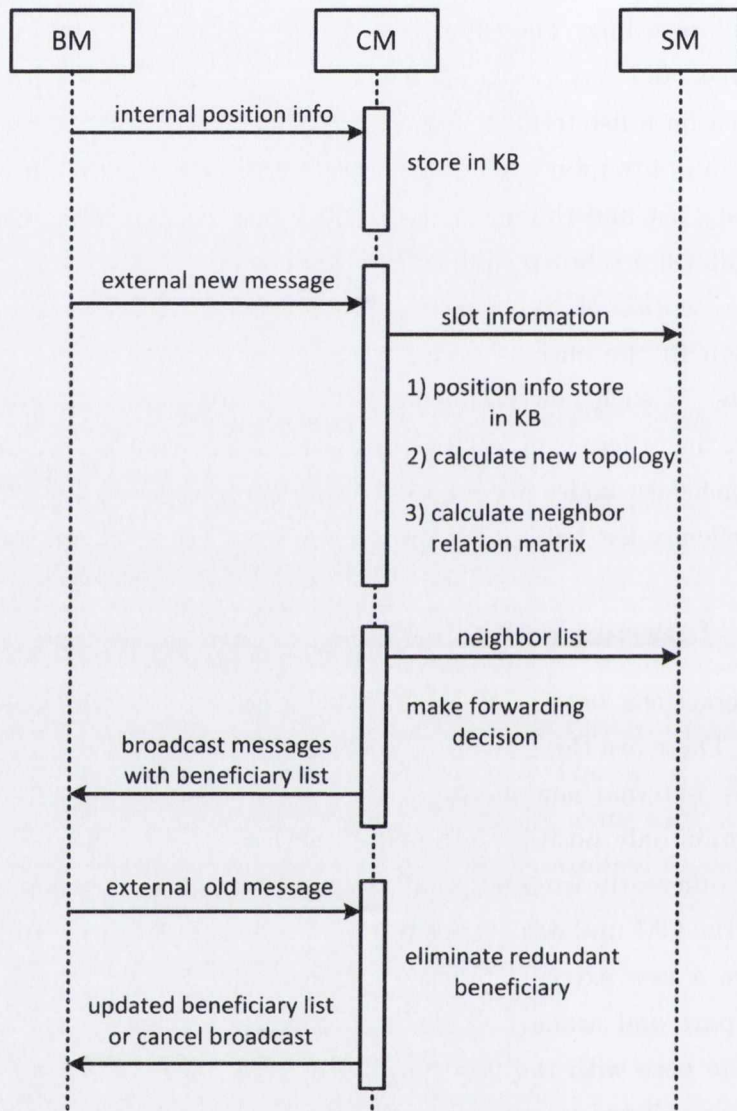 BM
CM
SM
internal position info
store in KB
external new message
slot information
1) position info store
in KB
2) calculate new topology
3) calculate neighbor
relation matrix
neighbor list
make forwarding
decision
broadcast messages
with beneficiary list
external old message
eliminate redundant
beneficiary
updated beneficiary list
or cancel broadcast